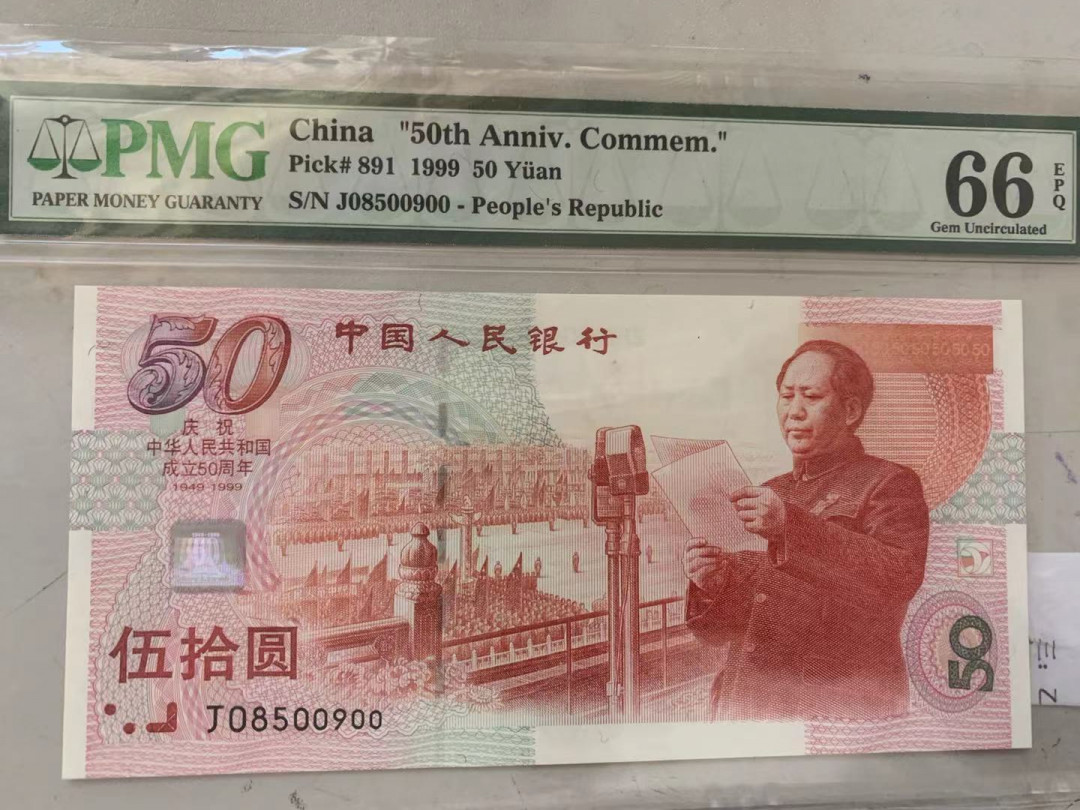 PMG
PAPER MONEY GUARANTY
China "50th Anniv. Commem."
Pick# 891 1999 50 Yüan
S/N J08500900 - People's Republic
66
EPQ
Gem Uncirculated
50
中国人民银行
庆祝
中华人民共和国
成立50周年
1949-1999
伍拾圆
J08500900
50